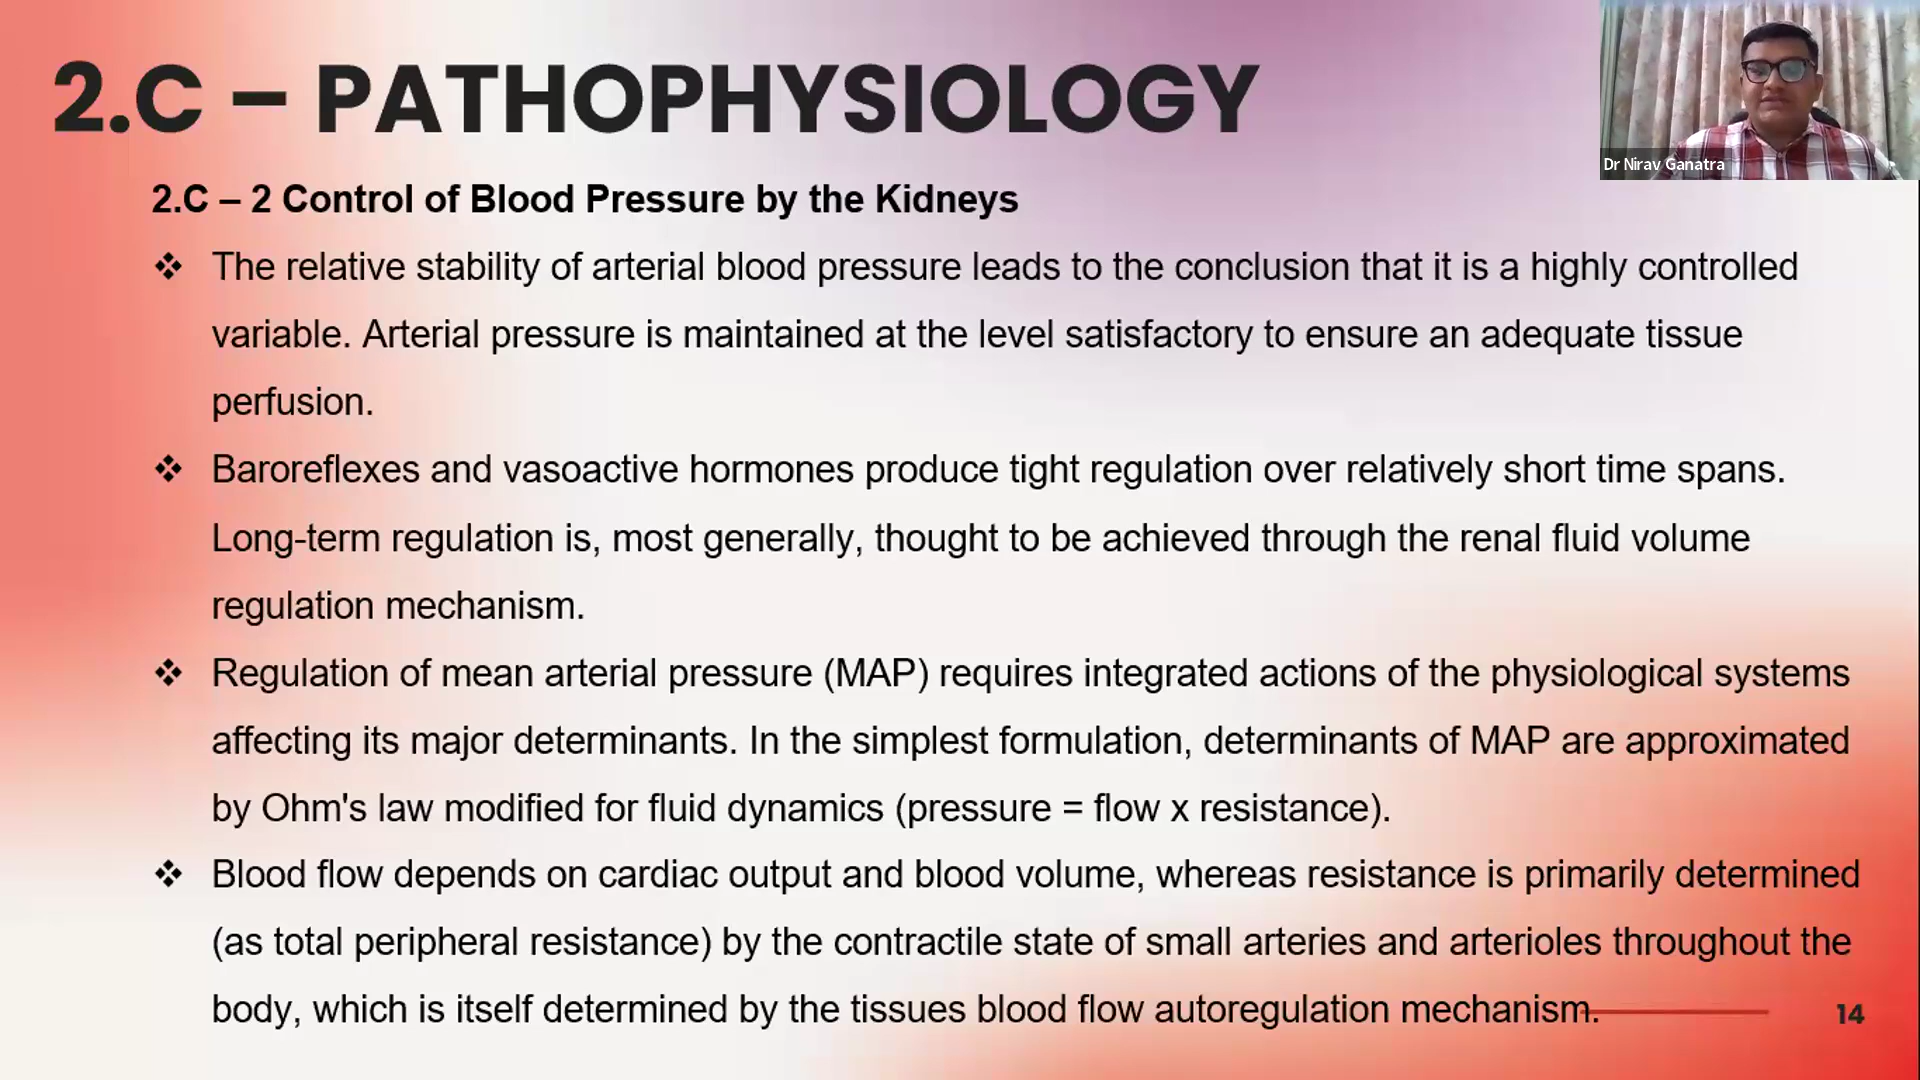 2.C – PATHOPHYSIOLOGY
Dr Nirav Ganatra
2.C – 2 Control of Blood Pressure by the Kidneys
❖ The relative stability of arterial blood pressure leads to the conclusion that it is a highly controlled
variable. Arterial pressure is maintained at the level satisfactory to ensure an adequate tissue
perfusion.
❖ Baroreflexes and vasoactive hormones produce tight regulation over relatively short time spans.
Long-term regulation is, most generally, thought to be achieved through the renal fluid volume
regulation mechanism.
❖ Regulation of mean arterial pressure (MAP) requires integrated actions of the physiological systems
affecting its major determinants. In the simplest formulation, determinants of MAP are approximated
by Ohm's law modified for fluid dynamics (pressure = flow x resistance).
❖ Blood flow depends on cardiac output and blood volume, whereas resistance is primarily determined
(as total peripheral resistance) by the contractile state of small arteries and arterioles throughout the
body, which is itself determined by the tissues blood flow autoregulation mechanism.
14